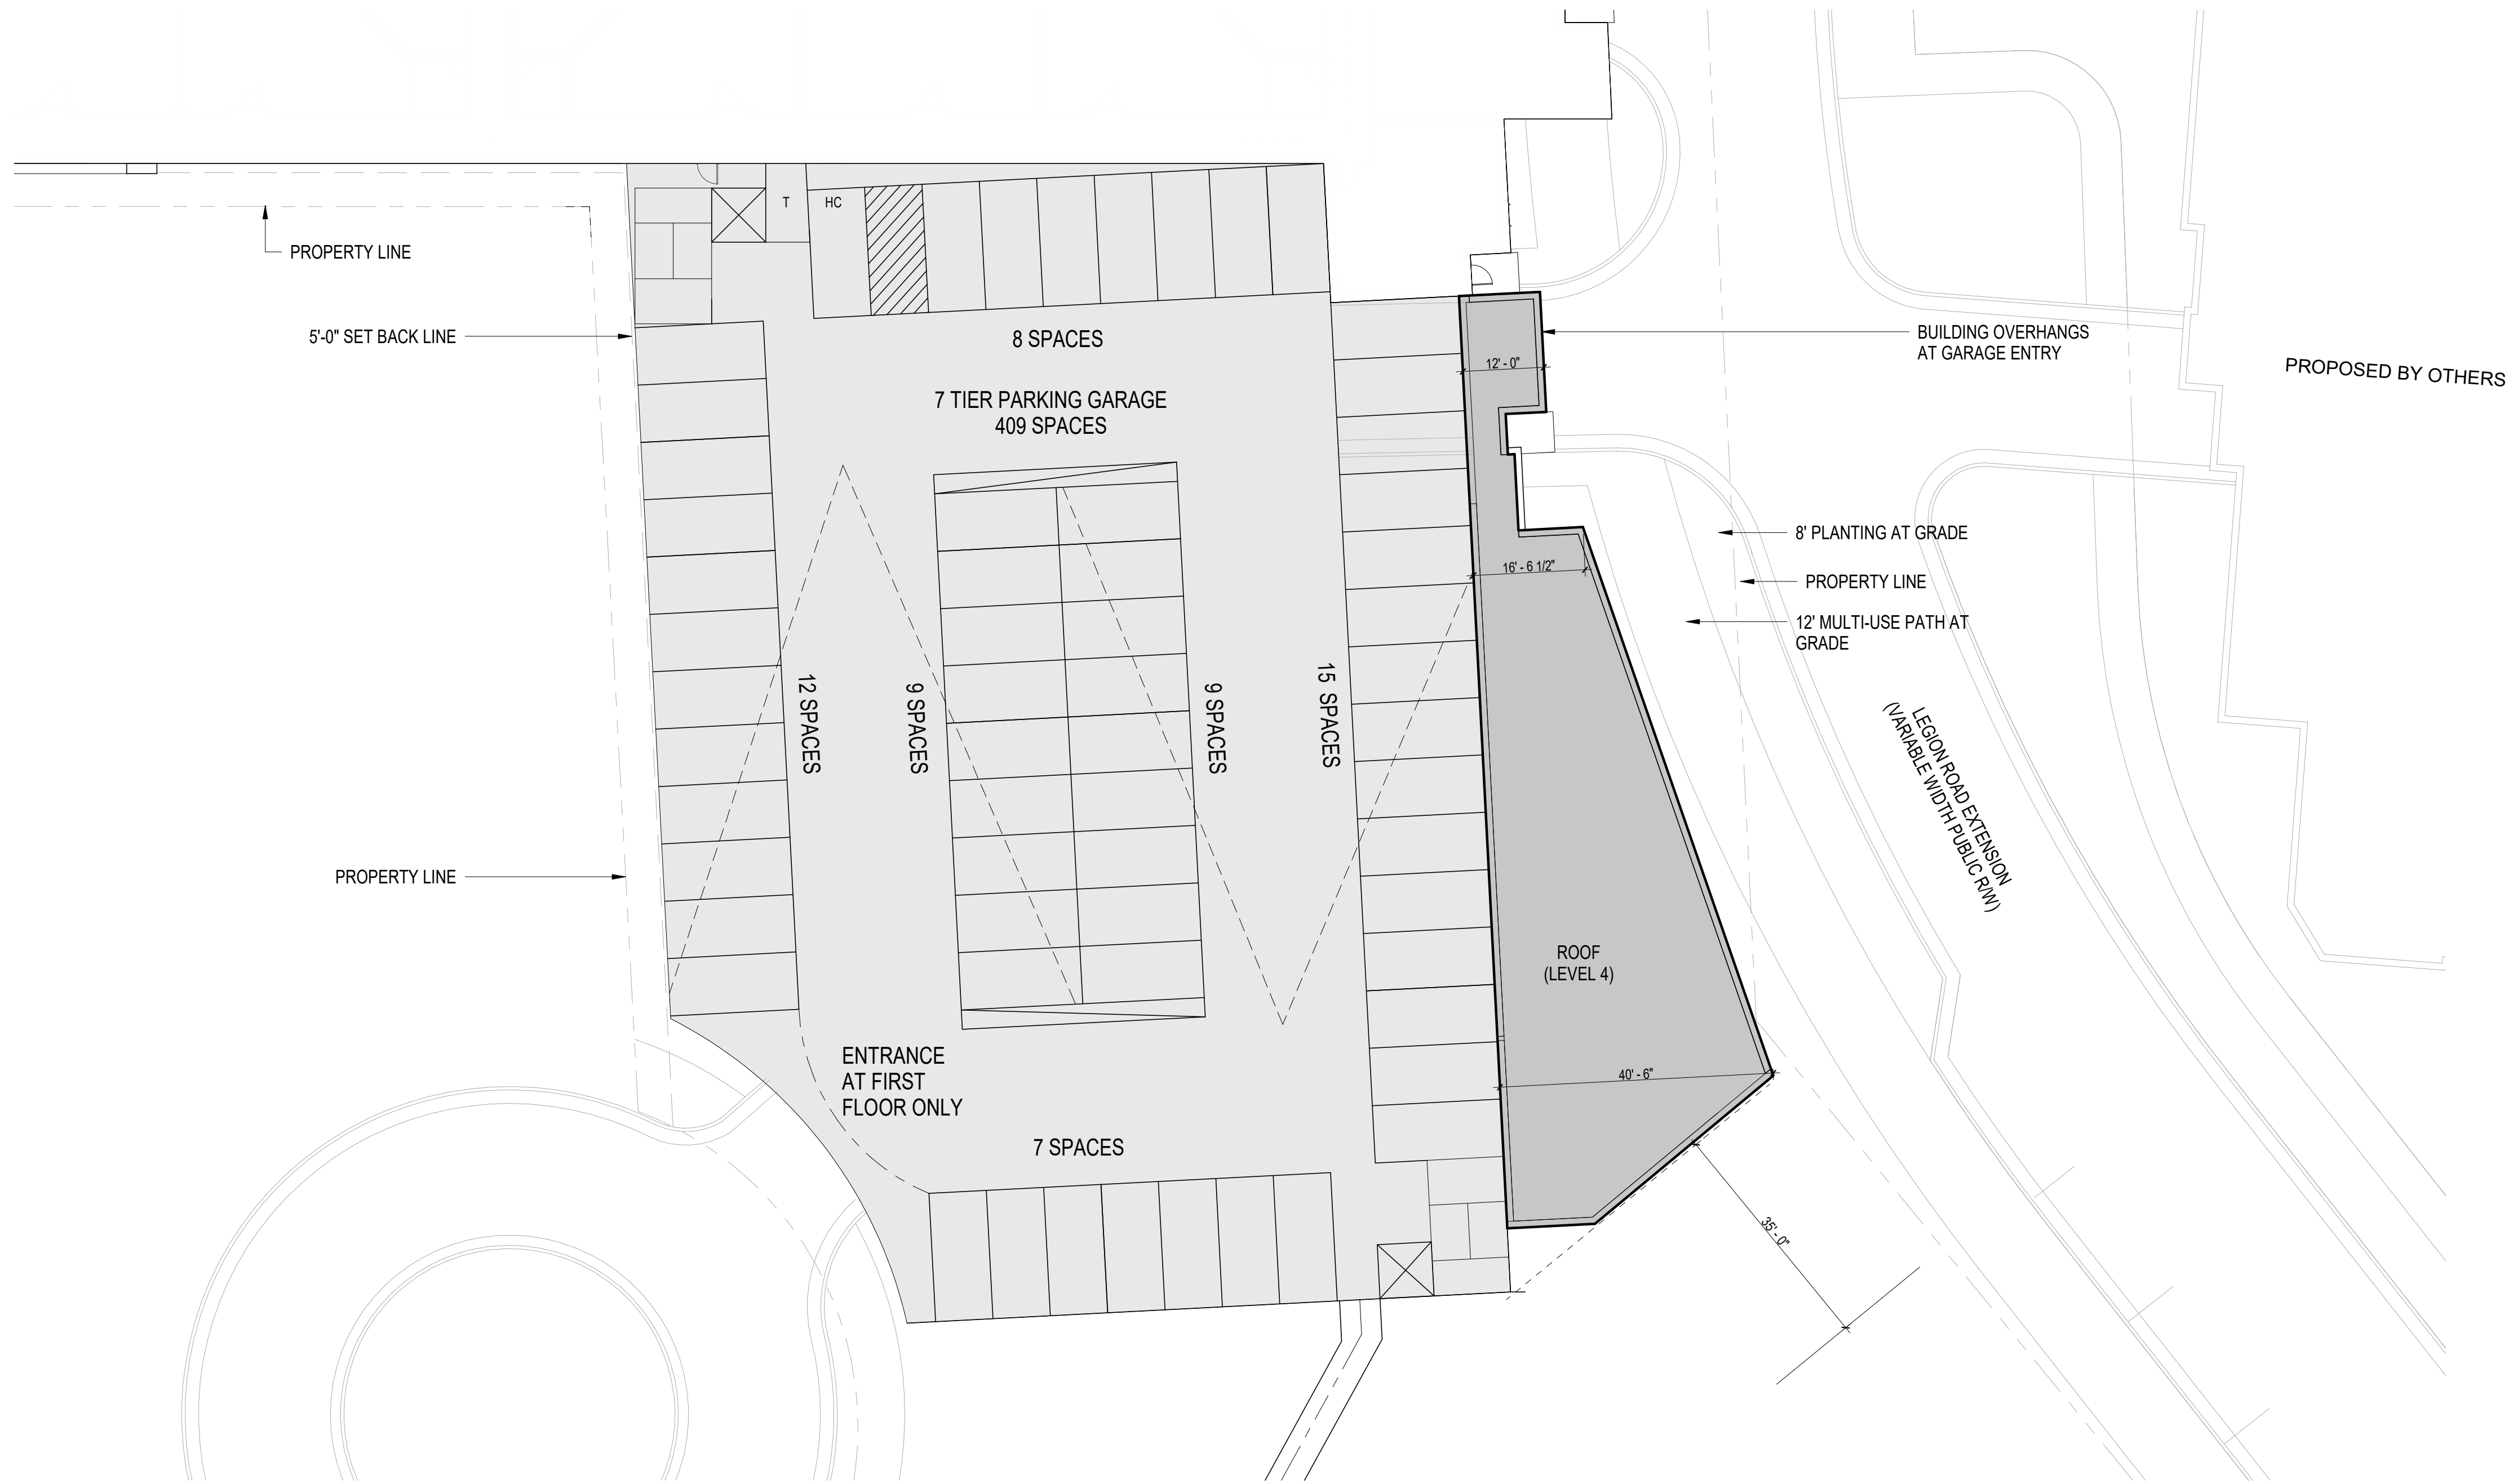 T
HC
PROPERTY LINE
5'-0" SET BACK LINE
8 SPACES
BUILDING OVERHANGS
AT GARAGE ENTRY
12' - 0"
PROPOSED BY OTHERS
7 TIER PARKING GARAGE
409 SPACES
8' PLANTING AT GRADE
16' - 6 1/2"
PROPERTY LINE
12' MULTI-USE PATH AT
GRADE
12 SPACES
9 SPACES
9 SPACES
15 SPACES
LEGION ROAD EXTENSION
(VARIABLE WIDTH PUBLIC R/W)
PROPERTY LINE
ROOF
(LEVEL 4)
ENTRANCE
AT FIRST
FLOOR ONLY
40' - 6"
7 SPACES
35' - 0"